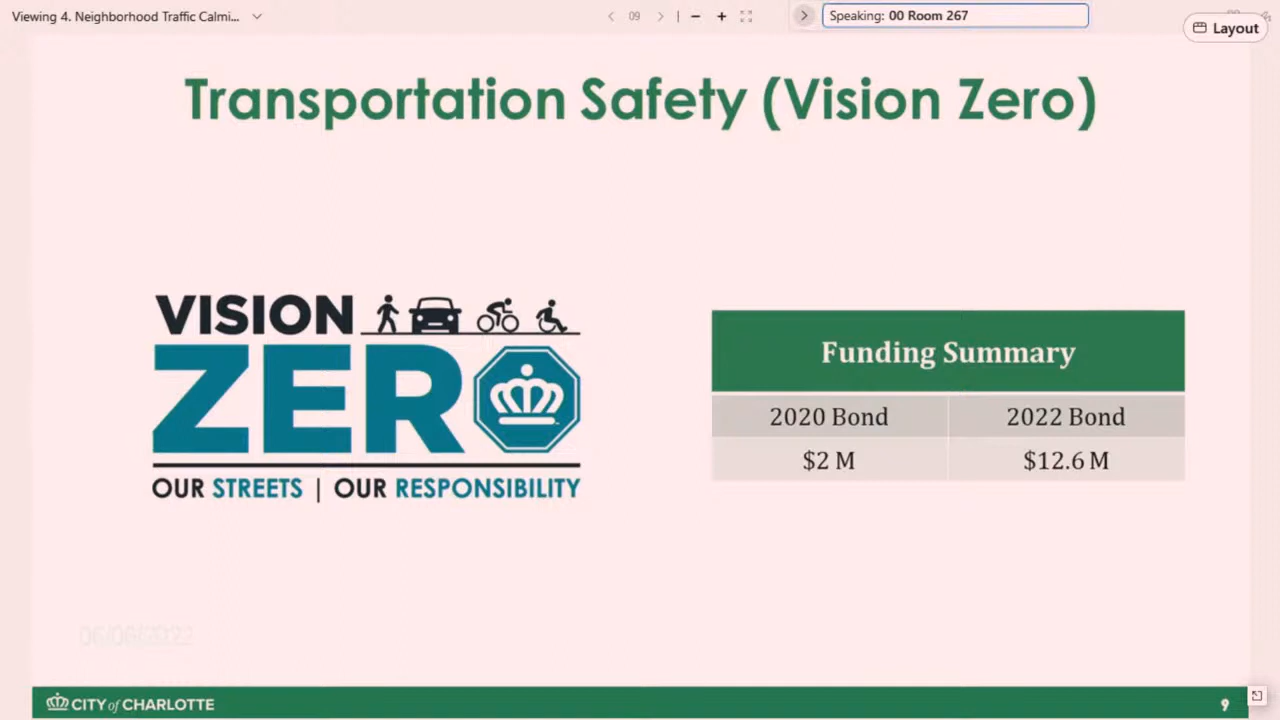 Viewing 4. Neighborhood Traffic Calmi...
09
Speaking: 00 Room 267
Layout
Transportation Safety (Vision Zero)
VISION
ZERO
OUR STREETS | OUR RESPONSIBILITY
Funding Summary
2020 Bond 2022 Bond
$2 M $12.6 M
CITY of CHARLOTTE
9